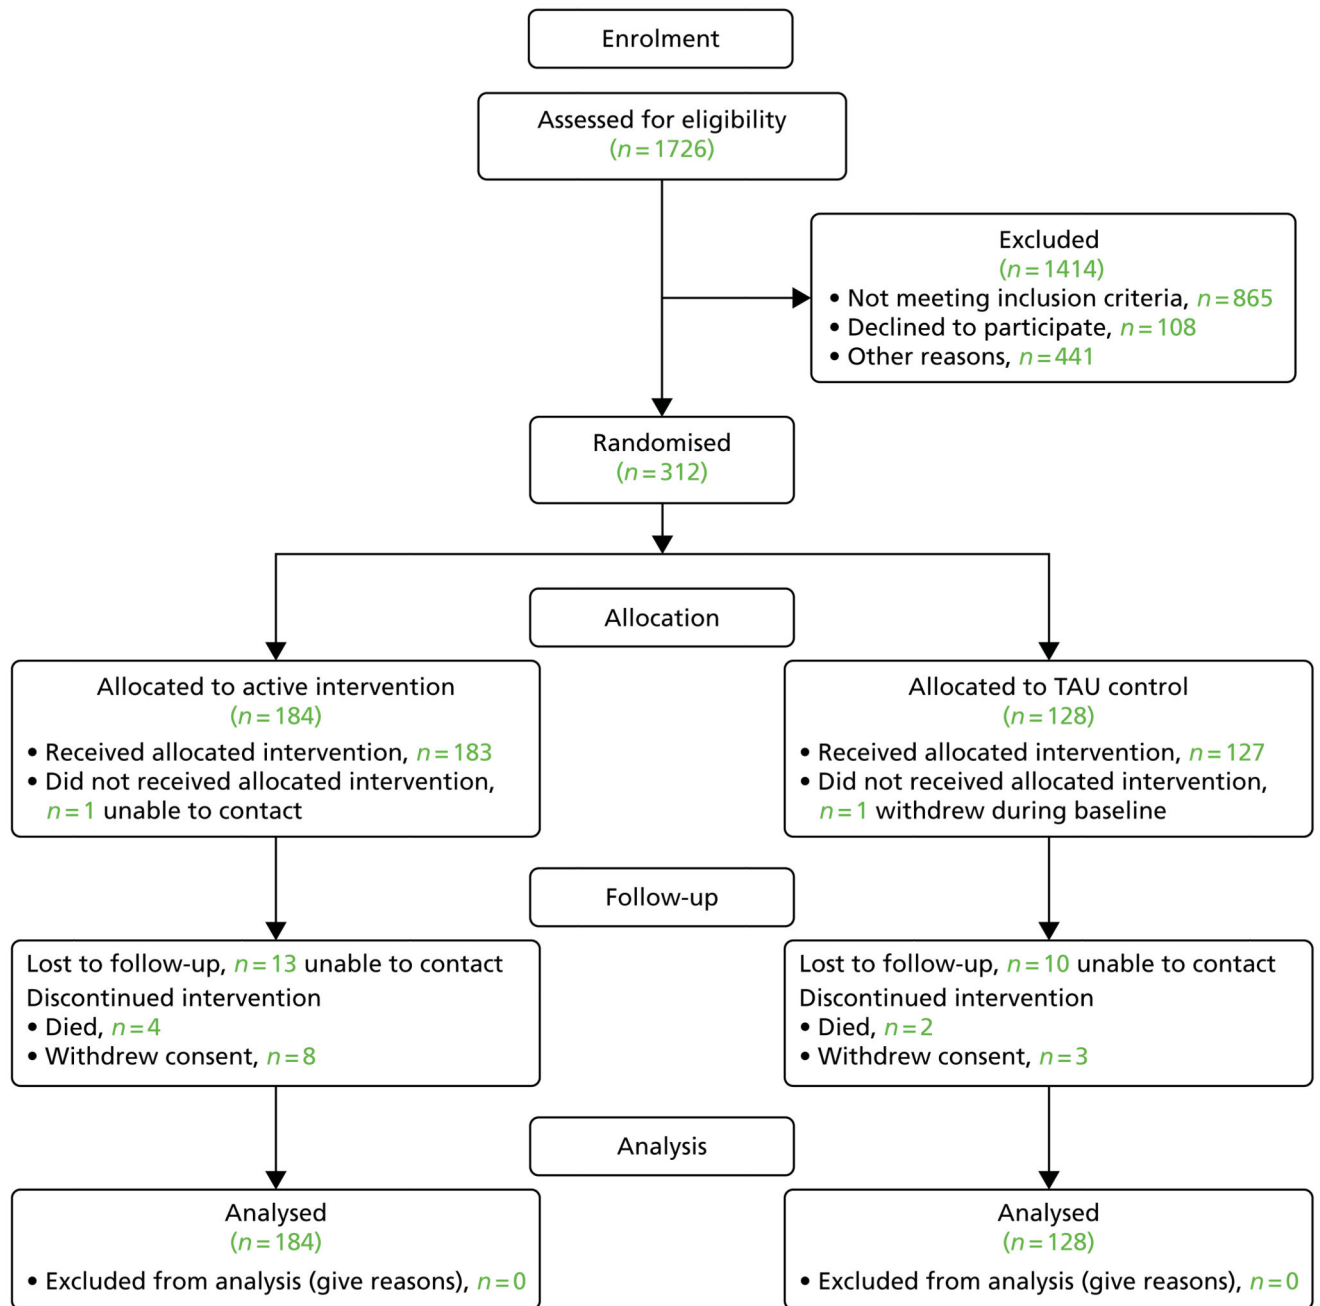 Enrolment
Assessed for eligibility
(n=1726)
Excluded
(n=1414)
• Not meeting inclusion criteria, n=865
• Declined to participate, n=108
• Other reasons, n=441
Randomised
(n=312)
Allocation
Allocated to active intervention
(n=184)
• Received allocated intervention, n=183
• Did not received allocated intervention,
n=1 unable to contact
Allocated to TAU control
(n=128)
• Received allocated intervention, n=127
• Did not received allocated intervention,
n=1 withdrew during baseline
Follow-up
Lost to follow-up, n=13 unable to contact
Discontinued intervention
• Died, n=4
• Withdrew consent, n=8
Lost to follow-up, n=10 unable to contact
Discontinued intervention
• Died, n=2
• Withdrew consent, n=3
Analysis
Analysed
(n=184)
• Excluded from analysis (give reasons), n=0
Analysed
(n=128)
• Excluded from analysis (give reasons), n=0